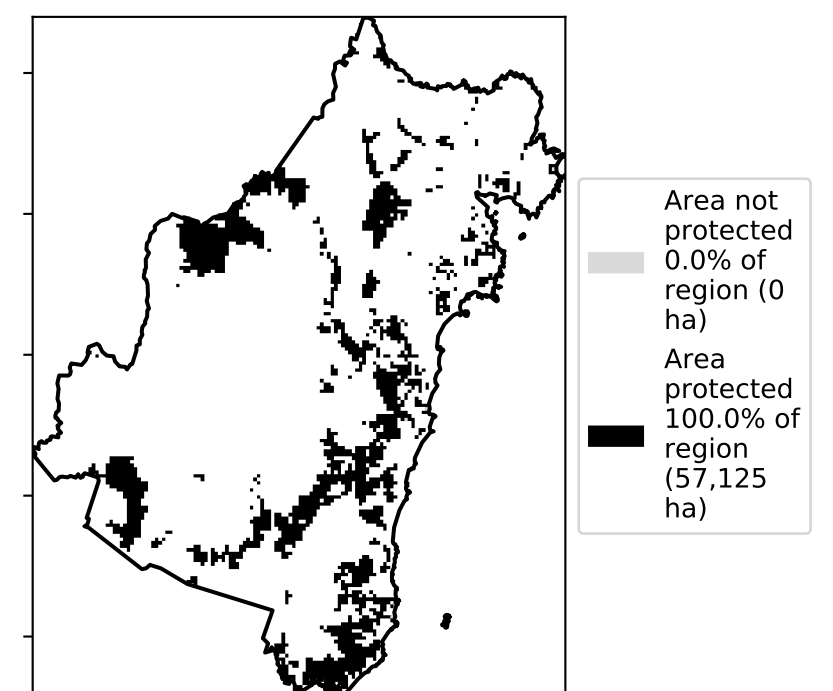 Area not
protected
0.0% of
region (0
ha)
Area
protected
100.0% of
region
(57,125
ha)